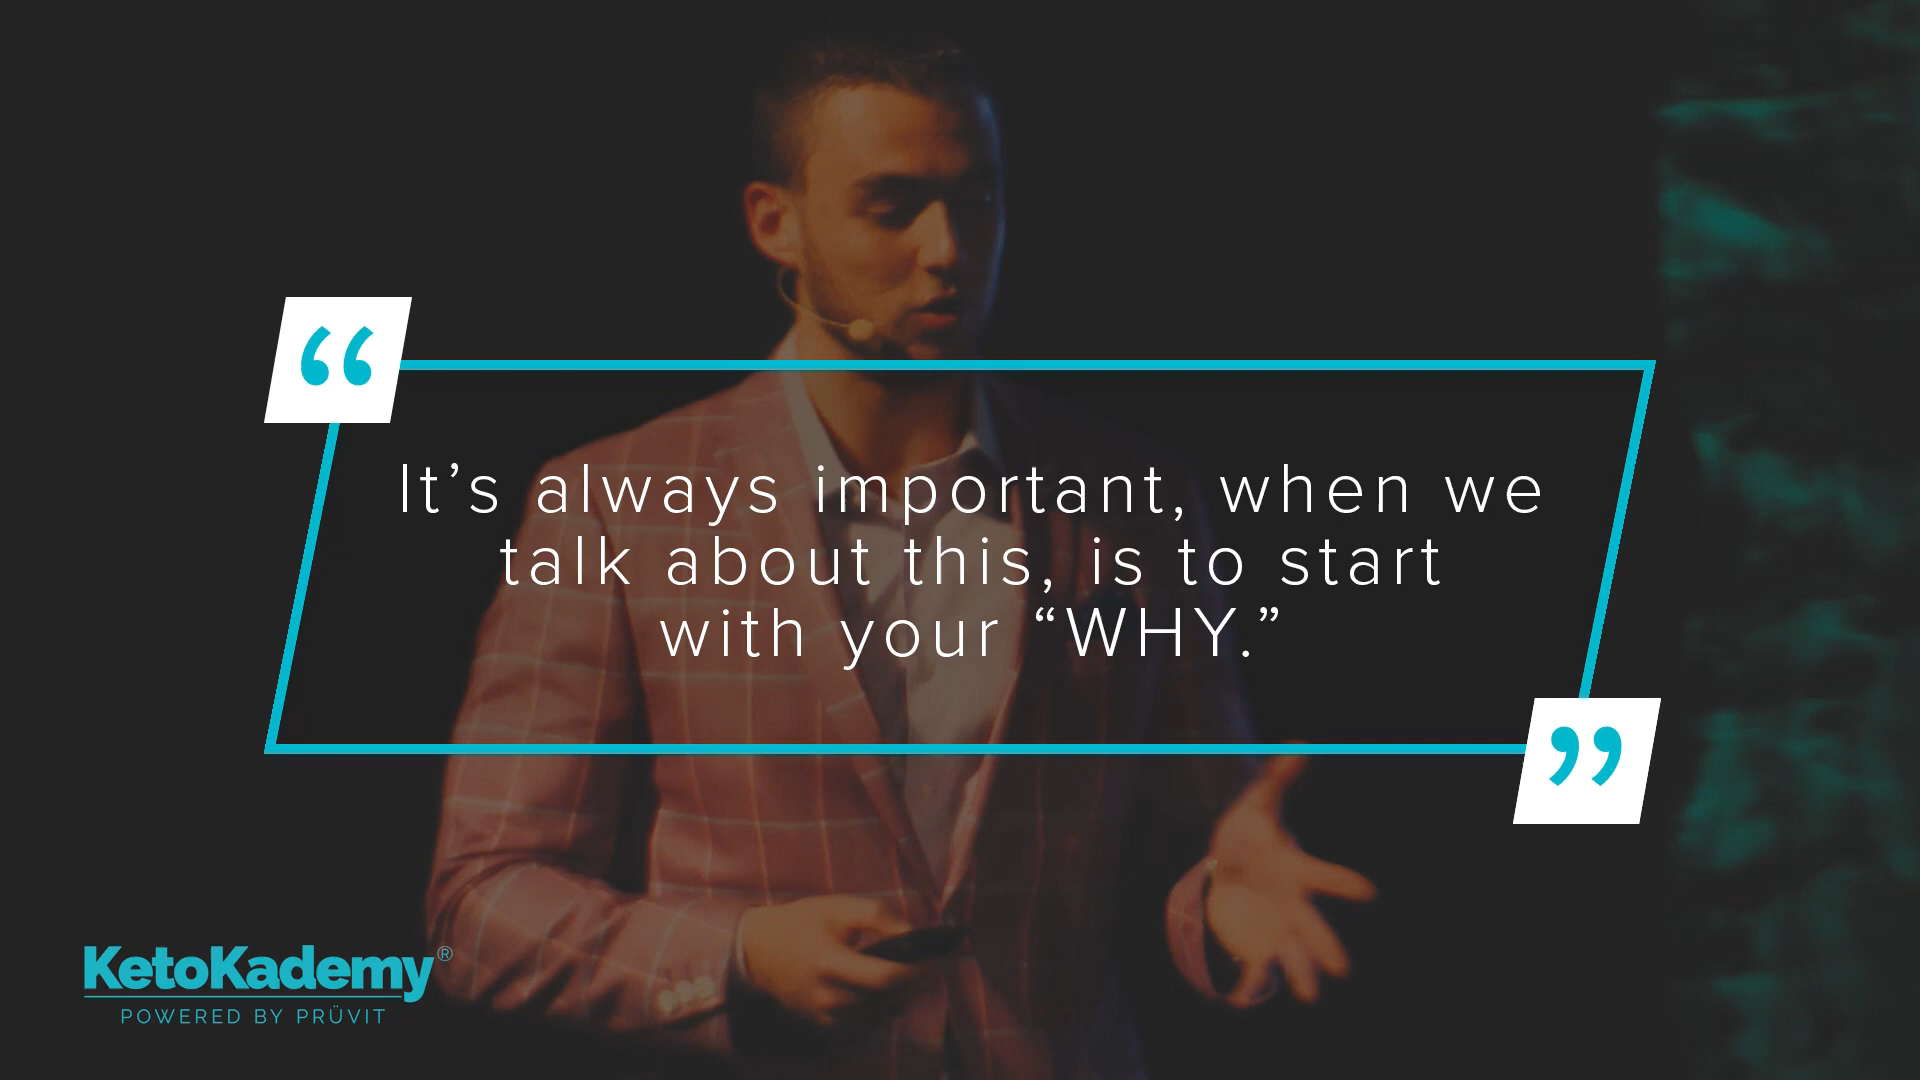 “
It’s always important, when we
talk about this, is to start
with your “WHY.”
”
KetoKademy®
POWERED BY PRÜVIT